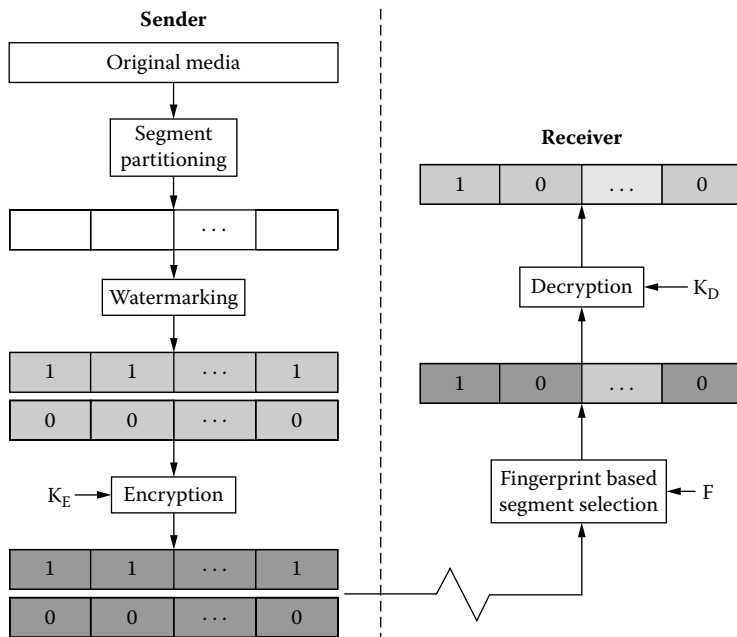 Sender
Original media
Segment
partitioning
. . .
Watermarking
1 1 . . . 1
0 0 . . . 0
K_E
Encryption
1 1 . . . 1
0 0 . . . 0
Receiver
1 0 . . . 0
Decryption
K_D
1 0 . . . 0
Fingerprint based
segment selection
F